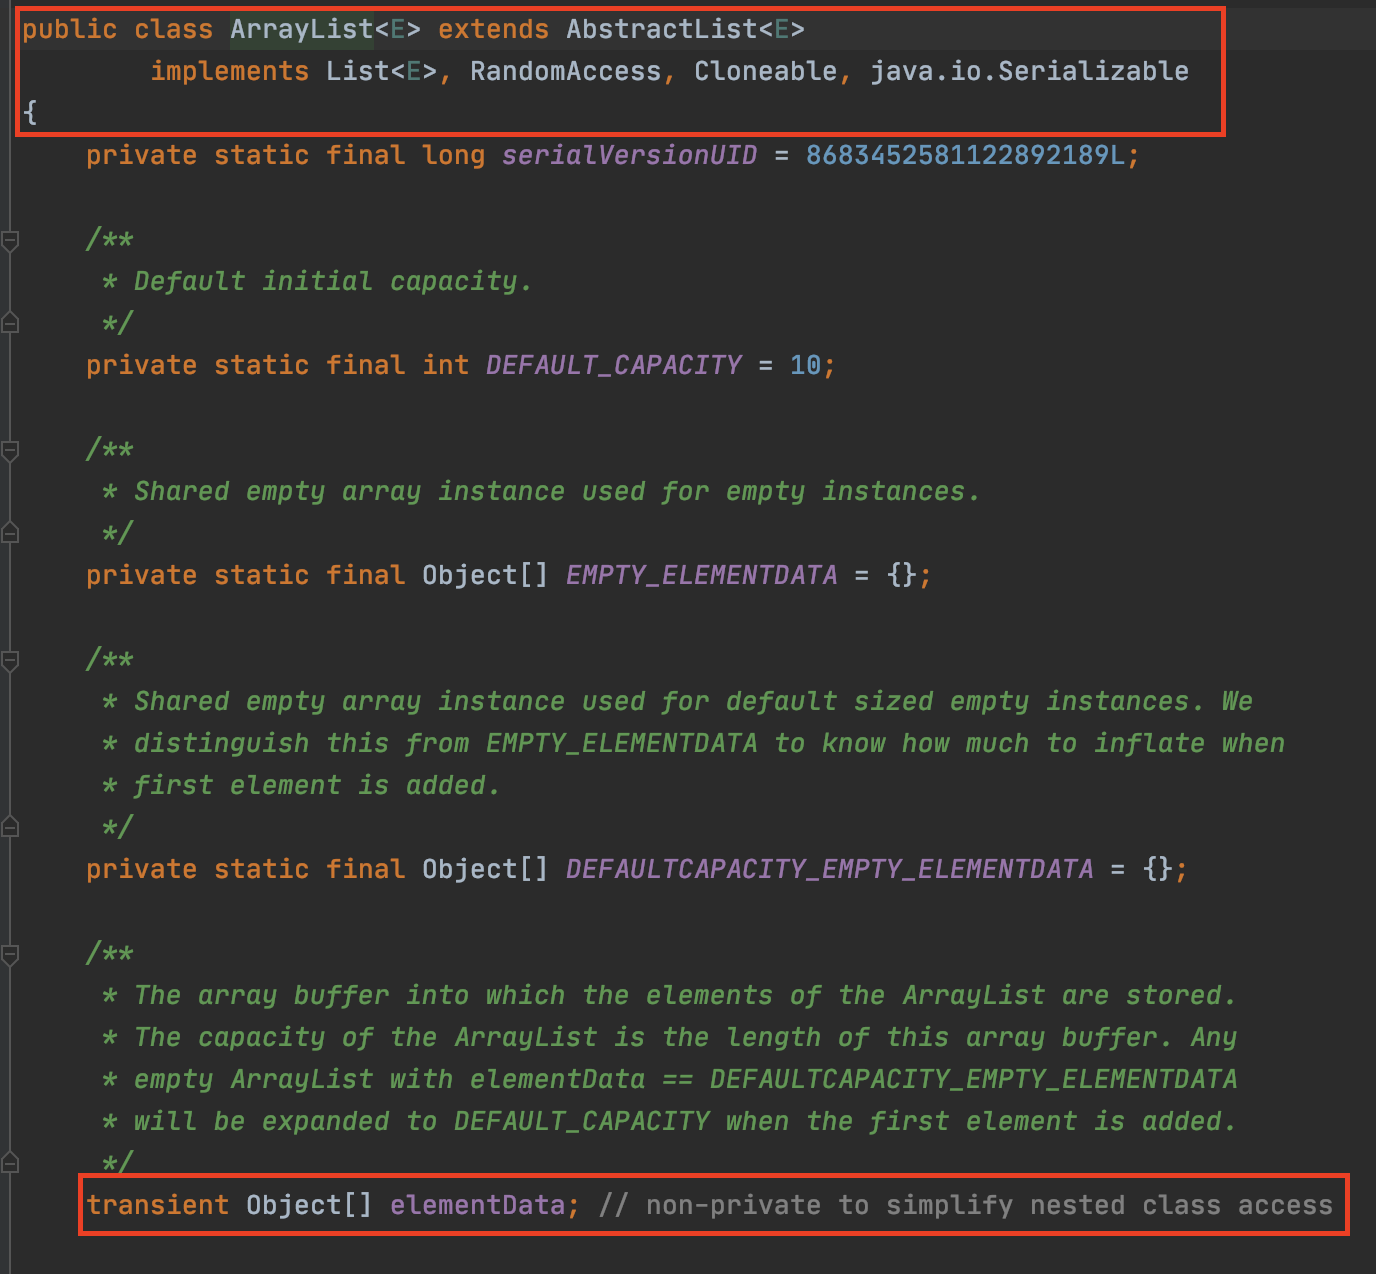 public class ArrayList<E> extends AbstractList<E>
        implements List<E>, RandomAccess, Cloneable, java.io.Serializable
{
    private static final long serialVersionUID = 8683452581122892189L;

    /**
     * Default initial capacity.
     */
    private static final int DEFAULT_CAPACITY = 10;

    /**
     * Shared empty array instance used for empty instances.
     */
    private static final Object[] EMPTY_ELEMENTDATA = {};

    /**
     * Shared empty array instance used for default sized empty instances. We
     * distinguish this from EMPTY_ELEMENTDATA to know how much to inflate when
     * first element is added.
     */
    private static final Object[] DEFAULTCAPACITY_EMPTY_ELEMENTDATA = {};

    /**
     * The array buffer into which the elements of the ArrayList are stored.
     * The capacity of the ArrayList is the length of this array buffer. Any
     * empty ArrayList with elementData == DEFAULTCAPACITY_EMPTY_ELEMENTDATA
     * will be expanded to DEFAULT_CAPACITY when the first element is added.
     */
    transient Object[] elementData; // non-private to simplify nested class access